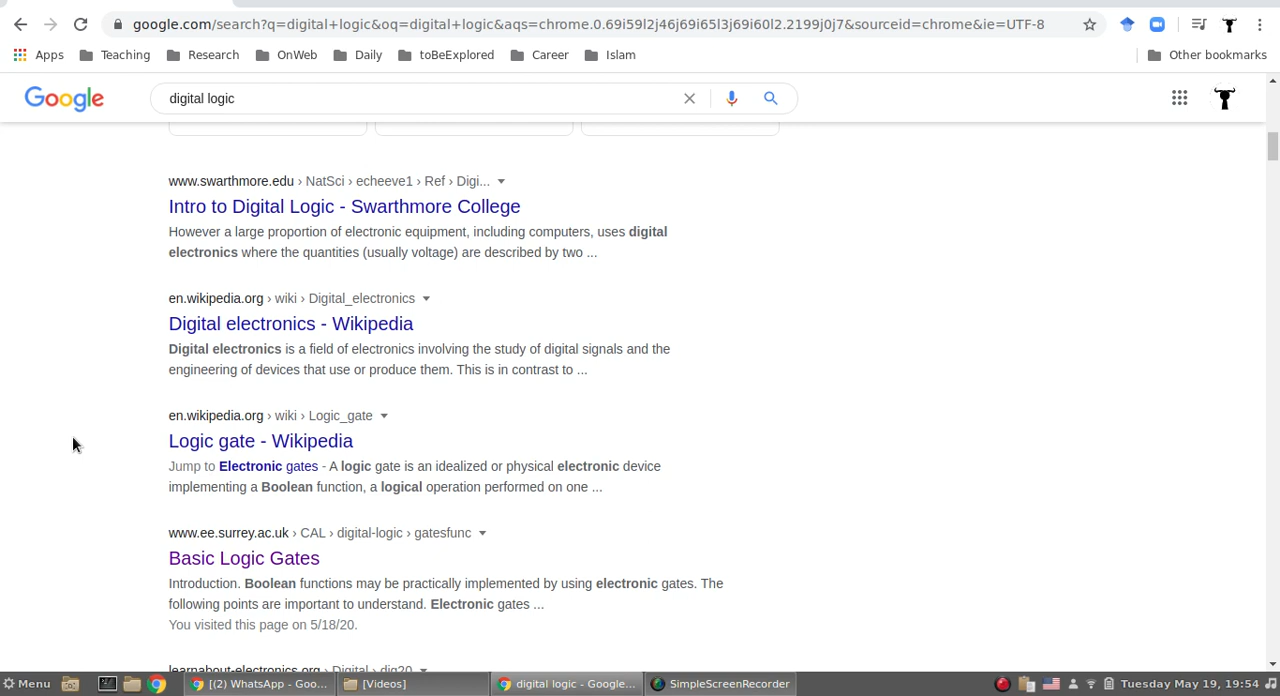 google.com/search?q=digital+logic&oq=digital+logic&aqs=chrome.0.69i59l2j46j69i65l3j69i60l2.2199j0j7&sourceid=chrome&ie=UTF-8
Apps Teaching Research OnWeb Daily toBeExplored Career Islam Other bookmarks
Google digital logic
www.swarthmore.edu › NatSci › echeeve1 › Ref › Digi...
Intro to Digital Logic - Swarthmore College
However a large proportion of electronic equipment, including computers, uses digital
electronics where the quantities (usually voltage) are described by two ...
en.wikipedia.org › wiki › Digital_electronics
Digital electronics - Wikipedia
Digital electronics is a field of electronics involving the study of digital signals and the
engineering of devices that use or produce them. This is in contrast to ...
en.wikipedia.org › wiki › Logic_gate
Logic gate - Wikipedia
Jump to Electronic gates - A logic gate is an idealized or physical electronic device
implementing a Boolean function, a logical operation performed on one ...
www.ee.surrey.ac.uk › CAL › digital-logic › gatesfunc
Basic Logic Gates
Introduction. Boolean functions may be practically implemented by using electronic gates. The
following points are important to understand. Electronic gates ...
You visited this page on 5/18/20.
learnabout-electronics.org › Digital › dig20
Menu [(2) WhatsApp - Goo... [Videos] digital logic - Google... SimpleScreenRecorder Tuesday May 19, 19:54